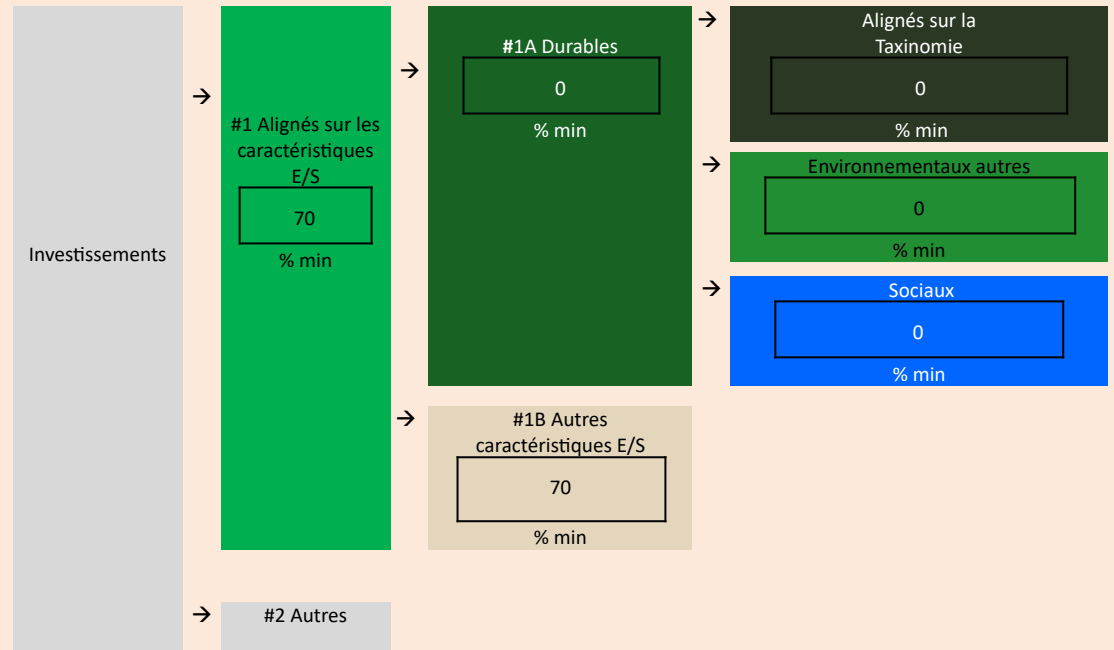 Investissements
→
#1 Alignés sur les
caractéristiques
E/S
70
% min
→
#1A Durables
0
% min
→
Alignés sur la
Taxinomie
0
% min
→
Environnementaux autres
0
% min
→
Sociaux
0
% min
→
#1B Autres
caractéristiques E/S
70
% min
→
#2 Autres